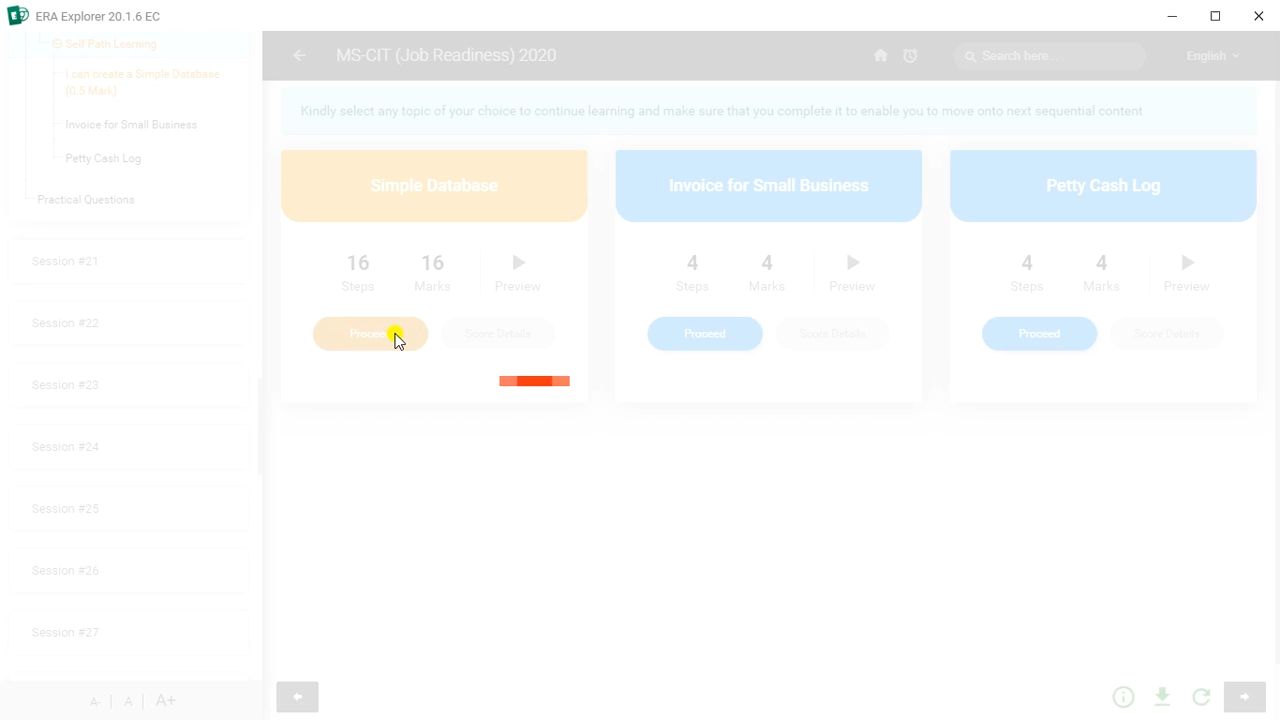 ERA Explorer 20.1.6 EC
Self Path Learning
I can create a Simple Database
(0.5 Mark)
Invoice for Small Business
Petty Cash Log
Practical Questions
Session #21
Session #22
Session #23
Session #24
Session #25
Session #26
Session #27
A- | A | A+
MS-CIT (Job Readiness) 2020
Search here...
English
Kindly select any topic of your choice to continue learning and make sure that you complete it to enable you to move onto next sequential content
Simple Database
16 16
Steps Marks Preview
Proceed Score Details
Invoice for Small Business
4 4
Steps Marks Preview
Proceed Score Details
Petty Cash Log
4 4
Steps Marks Preview
Proceed Score Details